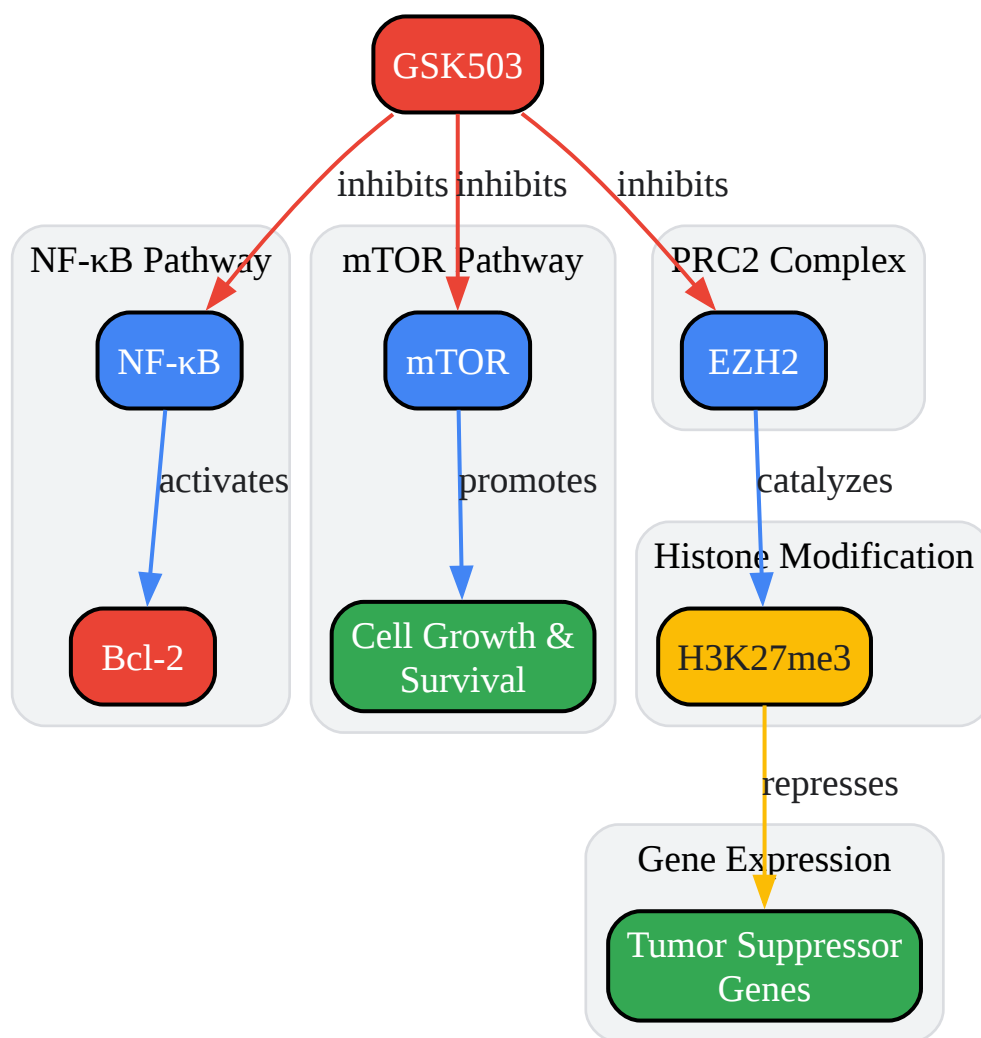 GSK503
inhibits
inhibits
inhibits
NF-κB Pathway
mTOR Pathway
PRC2 Complex
NF-κB
mTOR
EZH2
activates
promotes
catalyzes
Histone Modification
Bcl-2
Cell Growth &
Survival
H3K27me3
represses
Gene Expression
Tumor Suppressor
Genes